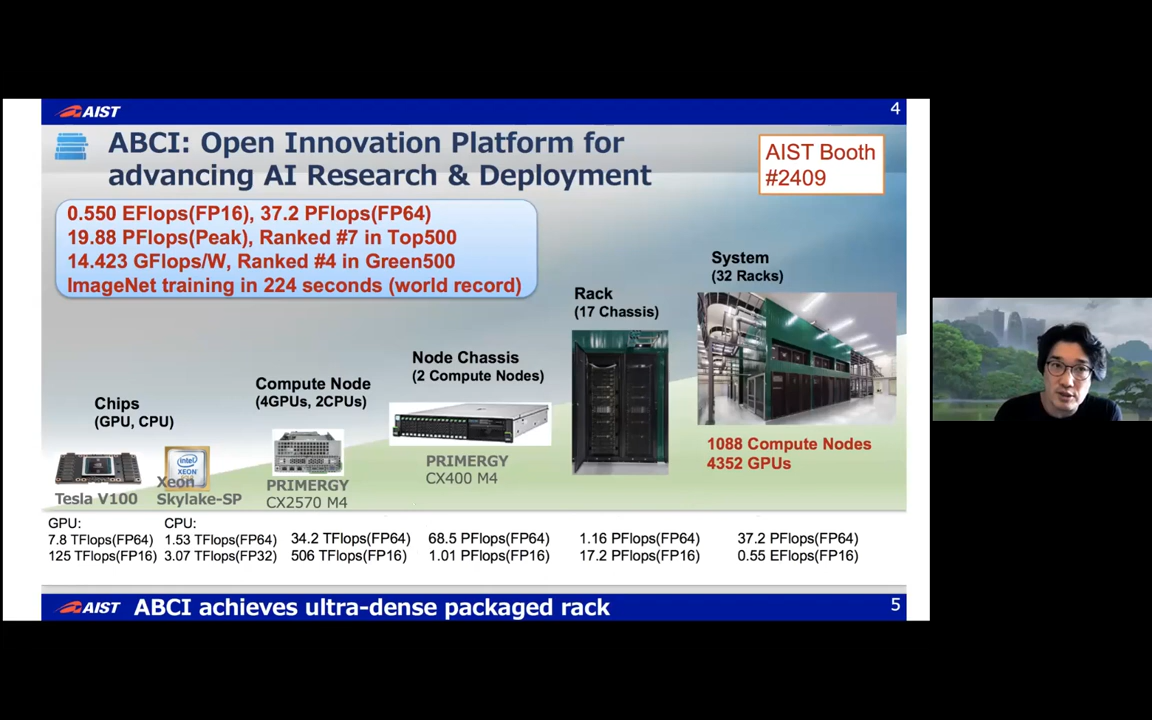 AIST
4
ABCI: Open Innovation Platform for
advancing AI Research & Deployment
AIST Booth
#2409
0.550 EFlops(FP16), 37.2 PFlops(FP64)
19.88 PFlops(Peak), Ranked #7 in Top500
14.423 GFlops/W, Ranked #4 in Green500
ImageNet training in 224 seconds (world record)
Chips
(GPU, CPU)
Tesla V100
intel
XEON
Xeon
Skylake-SP
Compute Node
(4GPUs, 2CPUs)
PRIMERGY
CX2570 M4
Node Chassis
(2 Compute Nodes)
PRIMERGY
CX400 M4
Rack
(17 Chassis)
System
(32 Racks)
1088 Compute Nodes
4352 GPUs
GPU:
7.8 TFlops(FP64)
125 TFlops(FP16)
CPU:
1.53 TFlops(FP64)
3.07 TFlops(FP32)
34.2 TFlops(FP64)
506 TFlops(FP16)
68.5 PFlops(FP64)
1.01 PFlops(FP16)
1.16 PFlops(FP64)
17.2 PFlops(FP16)
37.2 PFlops(FP64)
0.55 EFlops(FP16)
AIST
ABCI achieves ultra-dense packaged rack
5